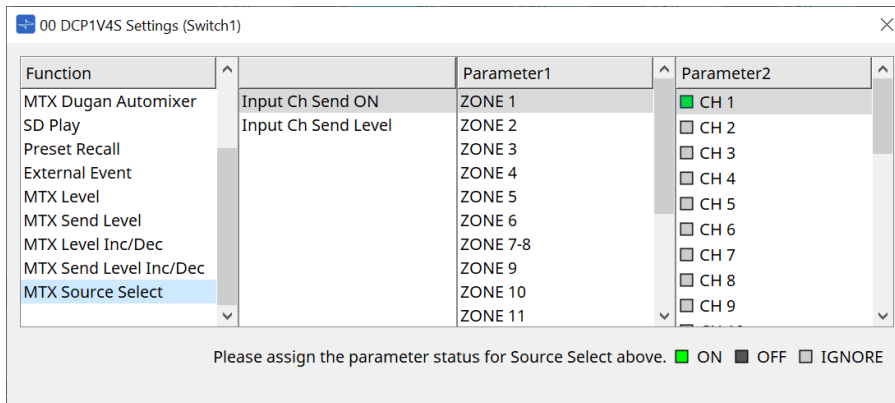 00 DCP1V4S Settings (Switch1)
Function
MTX Dugan Automixer
SD Play
Preset Recall
External Event
MTX Level
MTX Send Level
MTX Level Inc/Dec
MTX Send Level Inc/Dec
MTX Source Select
Input Ch Send ON
Input Ch Send Level
Parameter1
ZONE 1
ZONE 2
ZONE 3
ZONE 4
ZONE 5
ZONE 6
ZONE 7-8
ZONE 9
ZONE 10
ZONE 11
Parameter2
CH 1
CH 2
CH 3
CH 4
CH 5
CH 6
CH 7
CH 8
CH 9
Please assign the parameter status for Source Select above. ON OFF IGNORE